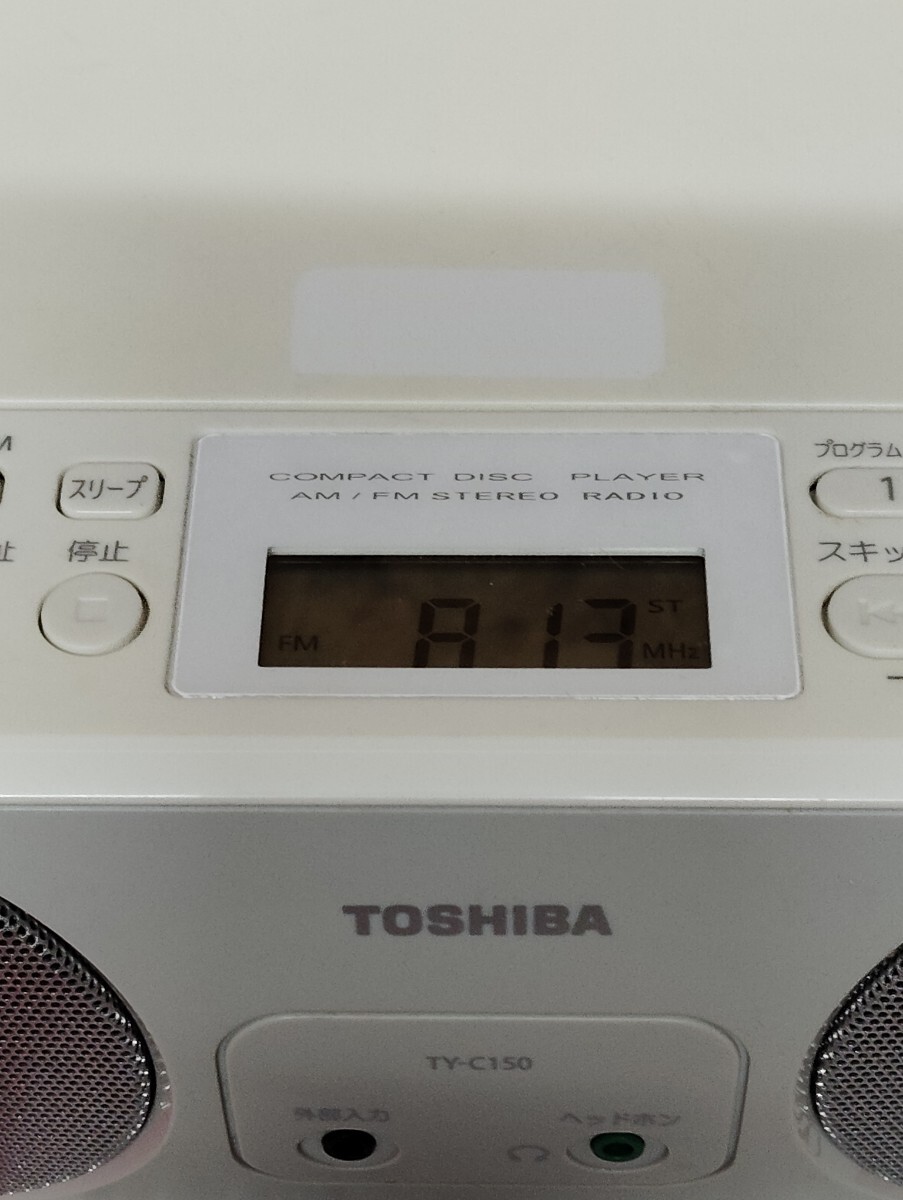 スリープ
停止
COMPACT DISC PLAYER
AM / FM STEREO RADIO
FM 813 ST MHz
プログラム
1
スキッ
TOSHIBA
TY-C150
外部入力
ヘッドホン